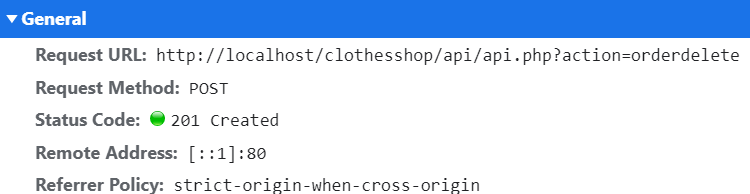 General
Request URL: http://localhost/clothesshop/api/api.php?action=orderdelete
Request Method: POST
Status Code: 201 Created
Remote Address: [::1]:80
Referrer Policy: strict-origin-when-cross-origin